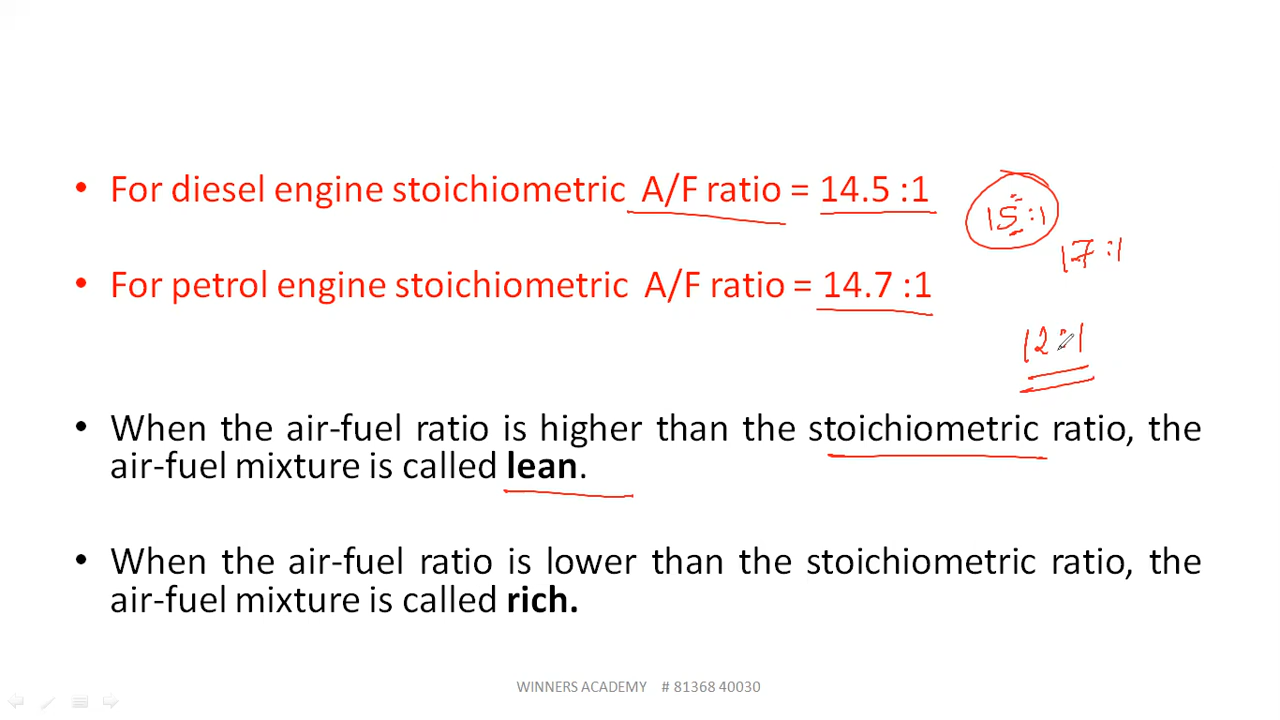 • For diesel engine stoichiometric A/F ratio = 14.5 :1
15:1
17:1
• For petrol engine stoichiometric A/F ratio = 14.7 :1
12:1
• When the air-fuel ratio is higher than the stoichiometric ratio, the
air-fuel mixture is called lean.
• When the air-fuel ratio is lower than the stoichiometric ratio, the
air-fuel mixture is called rich.
WINNERS ACADEMY # 81368 40030